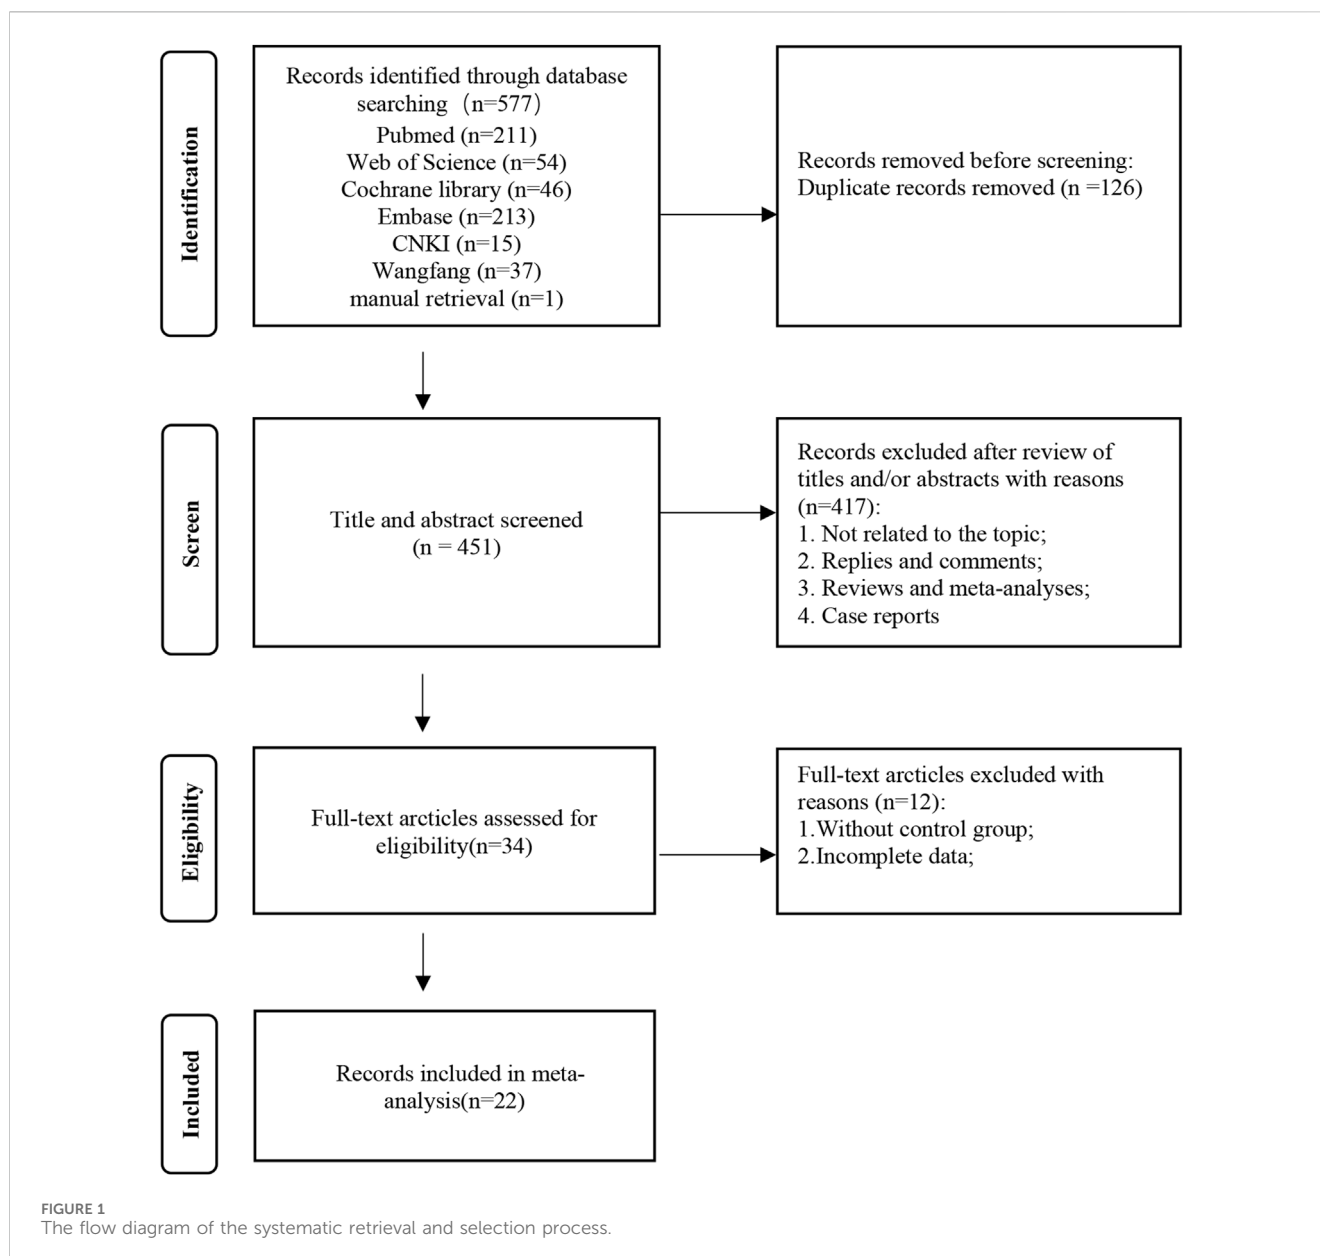 Identification
Records identified through database
searching（n=577）
Pubmed (n=211)
Web of Science (n=54)
Cochrane library (n=46)
Embase (n=213)
CNKI (n=15)
Wangfang (n=37)
manual retrieval (n=1)
Records removed before screening:
Duplicate records removed (n =126)
Screen
Title and abstract screened
(n = 451)
Records excluded after review of
titles and/or abstracts with reasons
(n=417):
1. Not related to the topic;
2. Replies and comments;
3. Reviews and meta-analyses;
4. Case reports
Eligibility
Full-text arcticles assessed for
eligibility(n=34)
Full-text arcticles excluded with
reasons (n=12):
1.Without control group;
2.Incomplete data;
Included
Records included in meta-
analysis(n=22)
FIGURE 1
The flow diagram of the systematic retrieval and selection process.